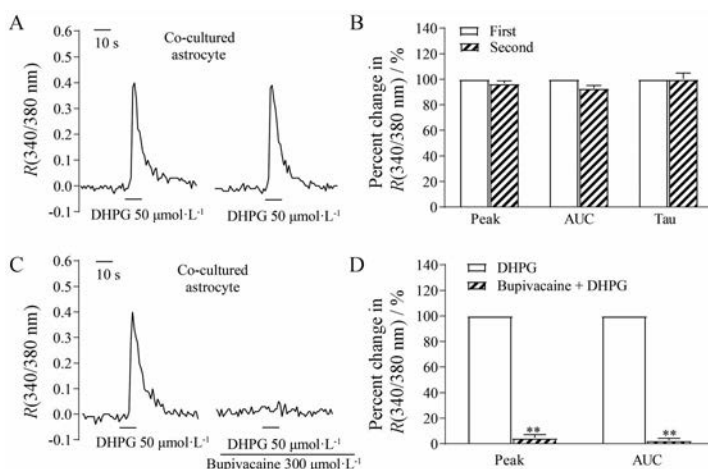 A
10 s
Co-cultured
astrocyte
R(340/380 nm)
0.6
0.5
0.4
0.3
0.2
0.1
0.0
-0.1
DHPG 50 μmol·L-1
DHPG 50 μmol·L-1
B
First
Second
Percent change in
R(340/380 nm) / %
140
120
100
80
60
40
20
0
Peak
AUC
Tau
C
10 s
Co-cultured
astrocyte
R(340/380 nm)
0.6
0.5
0.4
0.3
0.2
0.1
0.0
-0.1
DHPG 50 μmol·L-1
DHPG 50 μmol·L-1
Bupivacaine 300 μmol·L-1
D
DHPG
Bupivacaine + DHPG
Percent change in
R(340/380 nm) / %
140
120
100
80
60
40
20
0
**
**
Peak
AUC